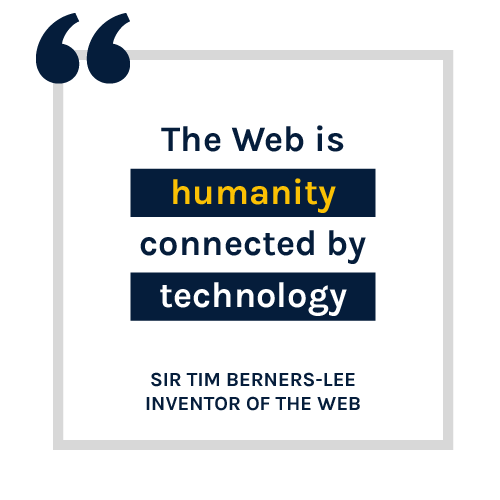 The Web is
humanity
connected by
technology
SIR TIM BERNERS-LEE
INVENTOR OF THE WEB